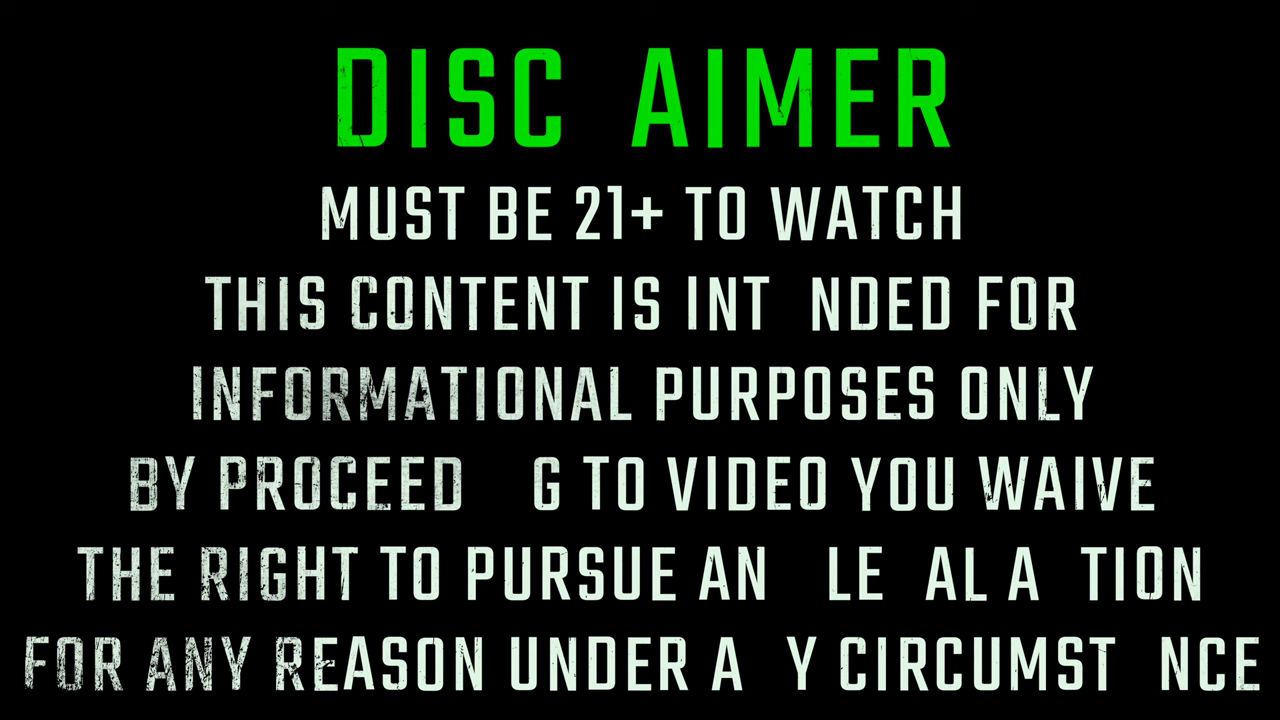 DISC AIMER
MUST BE 21+ TO WATCH
THIS CONTENT IS INT NDED FOR
INFORMATIONAL PURPOSES ONLY
BY PROCEED G TO VIDEO YOU WAIVE
THE RIGHT TO PURSUE AN LE AL A TION
FOR ANY REASON UNDER A Y CIRCUMST NCE